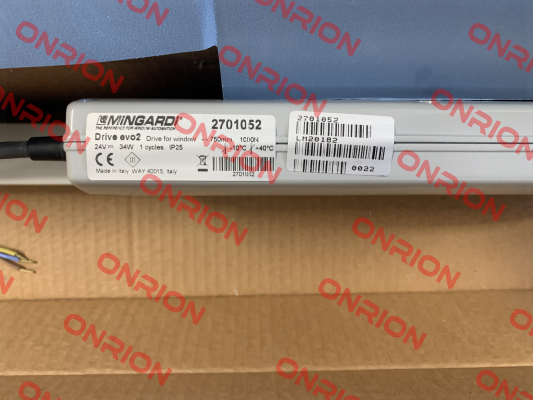 MINGARDI
THE REFERENCE FOR WINDOW AUTOMATION
2701052
Drive evo2 Drive for window 750mm 1000N
24V 34W 1 cycles IP25 -10°C / +40°C
Made in Italy WAY 40015, Italy
2701052
2701052
LM20182
0022
ONRION
ONRION
ONRION
ONRION
ONRION
ONRION
ONRION
ONRION
ONRION
ONRION
ONRION